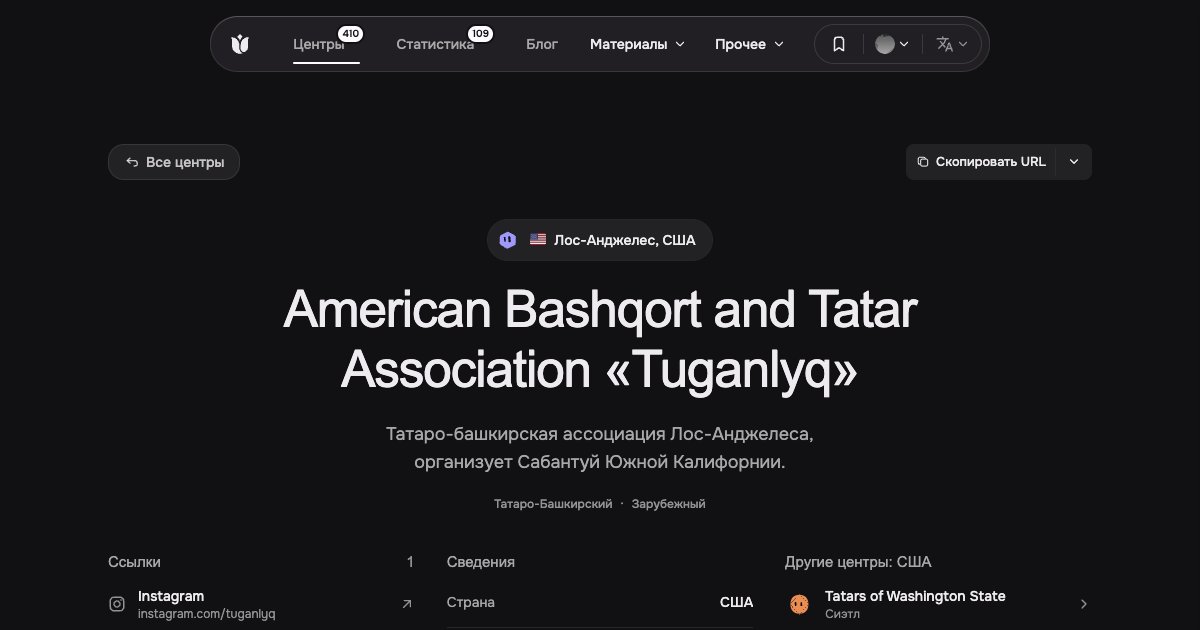 Центры 410
Статистика 109
Блог
Материалы
Прочее
Все центры
Скопировать URL
Лос-Анджелес, США
American Bashqort and Tatar
Association «Tuganlyq»
Татаро-башкирская ассоциация Лос-Анджелеса,
организует Сабантуй Южной Калифорнии.
Татаро-Башкирский · Зарубежный
Ссылки 1
Instagram
instagram.com/tuganlyq
Сведения
Страна США
Другие центры: США
Tatars of Washington State
Сиэтл